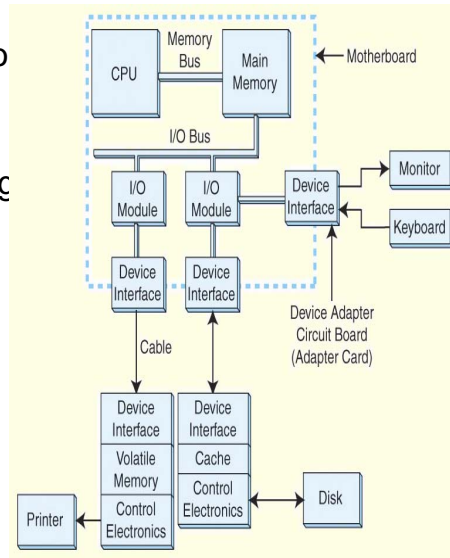 Memory
Bus
CPU
Main
Memory
Motherboard
I/O Bus
I/O
Module
I/O
Module
Device
Interface
Monitor
Keyboard
Device
Interface
Device
Interface
Device Adapter
Circuit Board
(Adapter Card)
Cable
Device
Interface
Volatile
Memory
Control
Electronics
Device
Interface
Cache
Control
Electronics
Printer
Disk